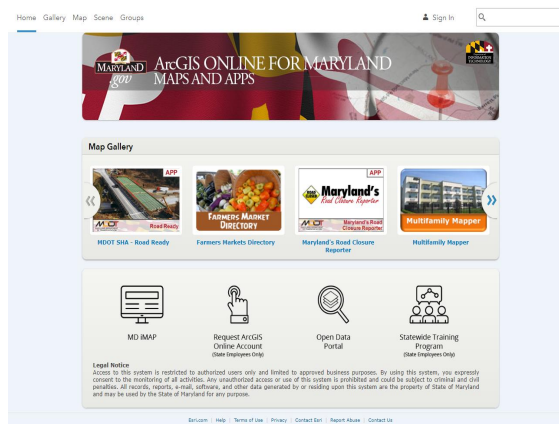 Home Gallery Map Scene Groups Sign In
MARYLAND
.gov
ArcGIS ONLINE FOR MARYLAND
MAPS AND APPS
INFORMATION
TECHNOLOGY
Map Gallery
APP
Road Ready
MDOT SHA - Road Ready
FARMERS MARKET
DIRECTORY
Farmers Markets Directory
APP
ROAD
CLOSED
Maryland's
Road Closure Reporter
MDOT
Maryland's Road
Closure Reporter
Maryland's Road Closure
Reporter
Multifamily Mapper
Multifamily Mapper
MD iMAP
Request ArcGIS
Online Account
(State Employees Only)
Open Data
Portal
Statewide Training
Program
(State Employees Only)
Legal Notice
Access to this system is restricted to authorized users only and limited to approved business purposes. By using this system, you expressly
consent to the monitoring of all activities. Any unauthorized access or use of this system is prohibited and could be subject to criminal and civil
penalties. All records, reports, e-mail, software, and other data generated by or residing upon this system are the property of State of Maryland
and may be used by the State of Maryland for any purpose.
Esri.com | Help | Terms of Use | Privacy | Contact Esri | Report Abuse | Contact Us